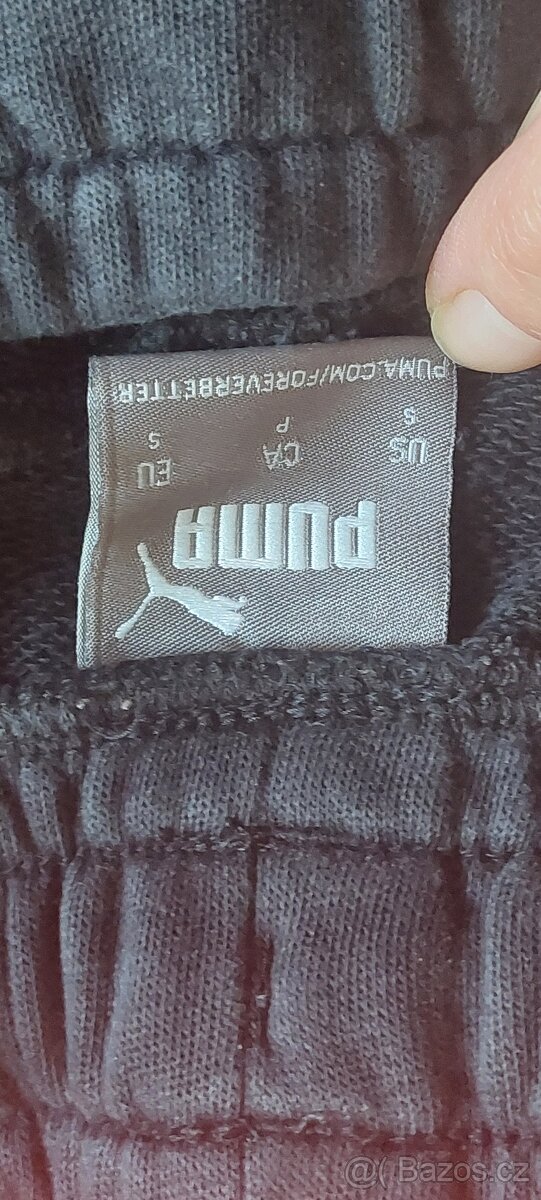 PUMA
US CA EU
S P S
PUMA.COM/FOREVERBETTER
Bazos.cz